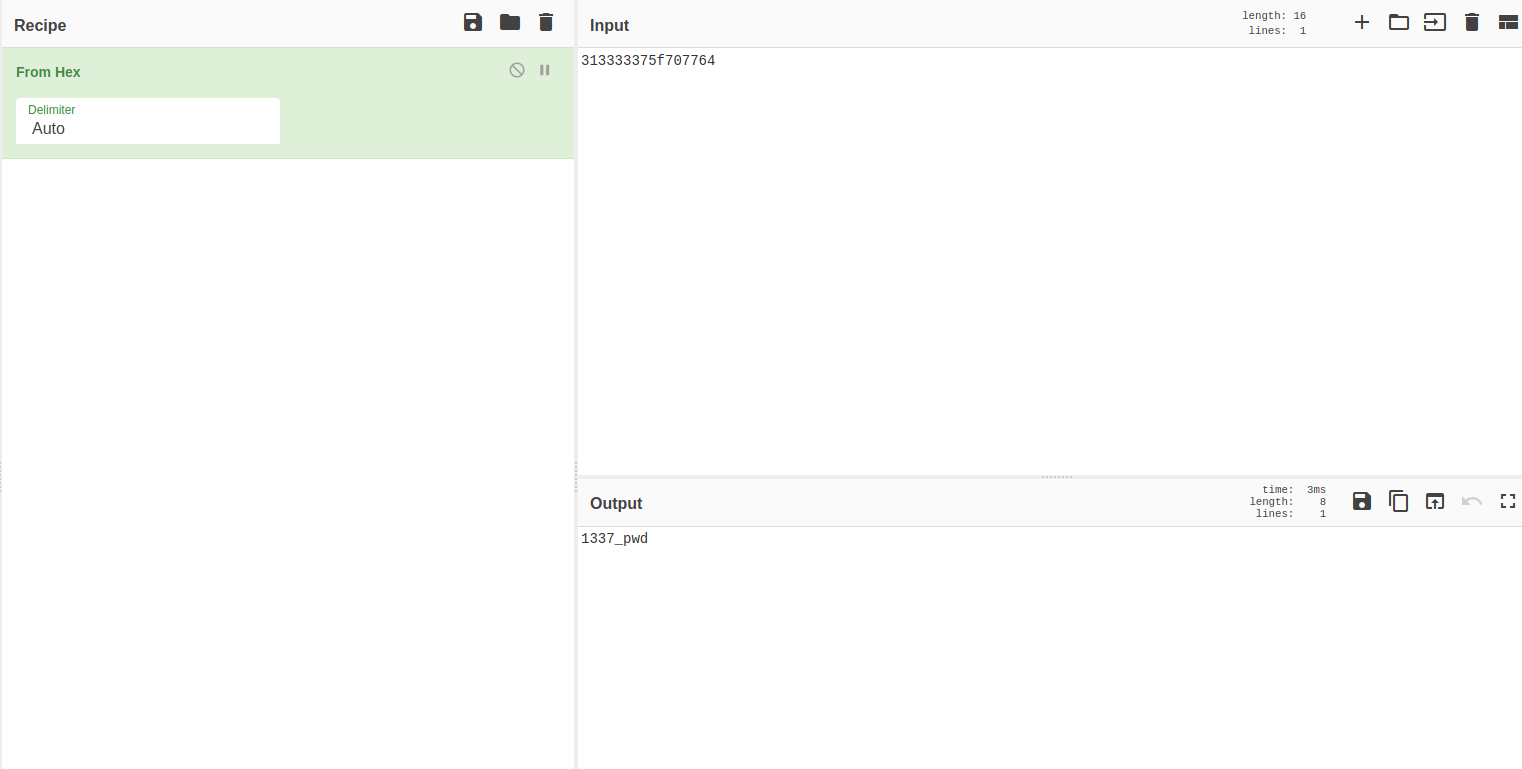 Recipe
From Hex
Delimiter
Auto
Input
length: 16
lines: 1
313333375f707764
Output
time: 3ms
length: 8
lines: 1
1337_pwd